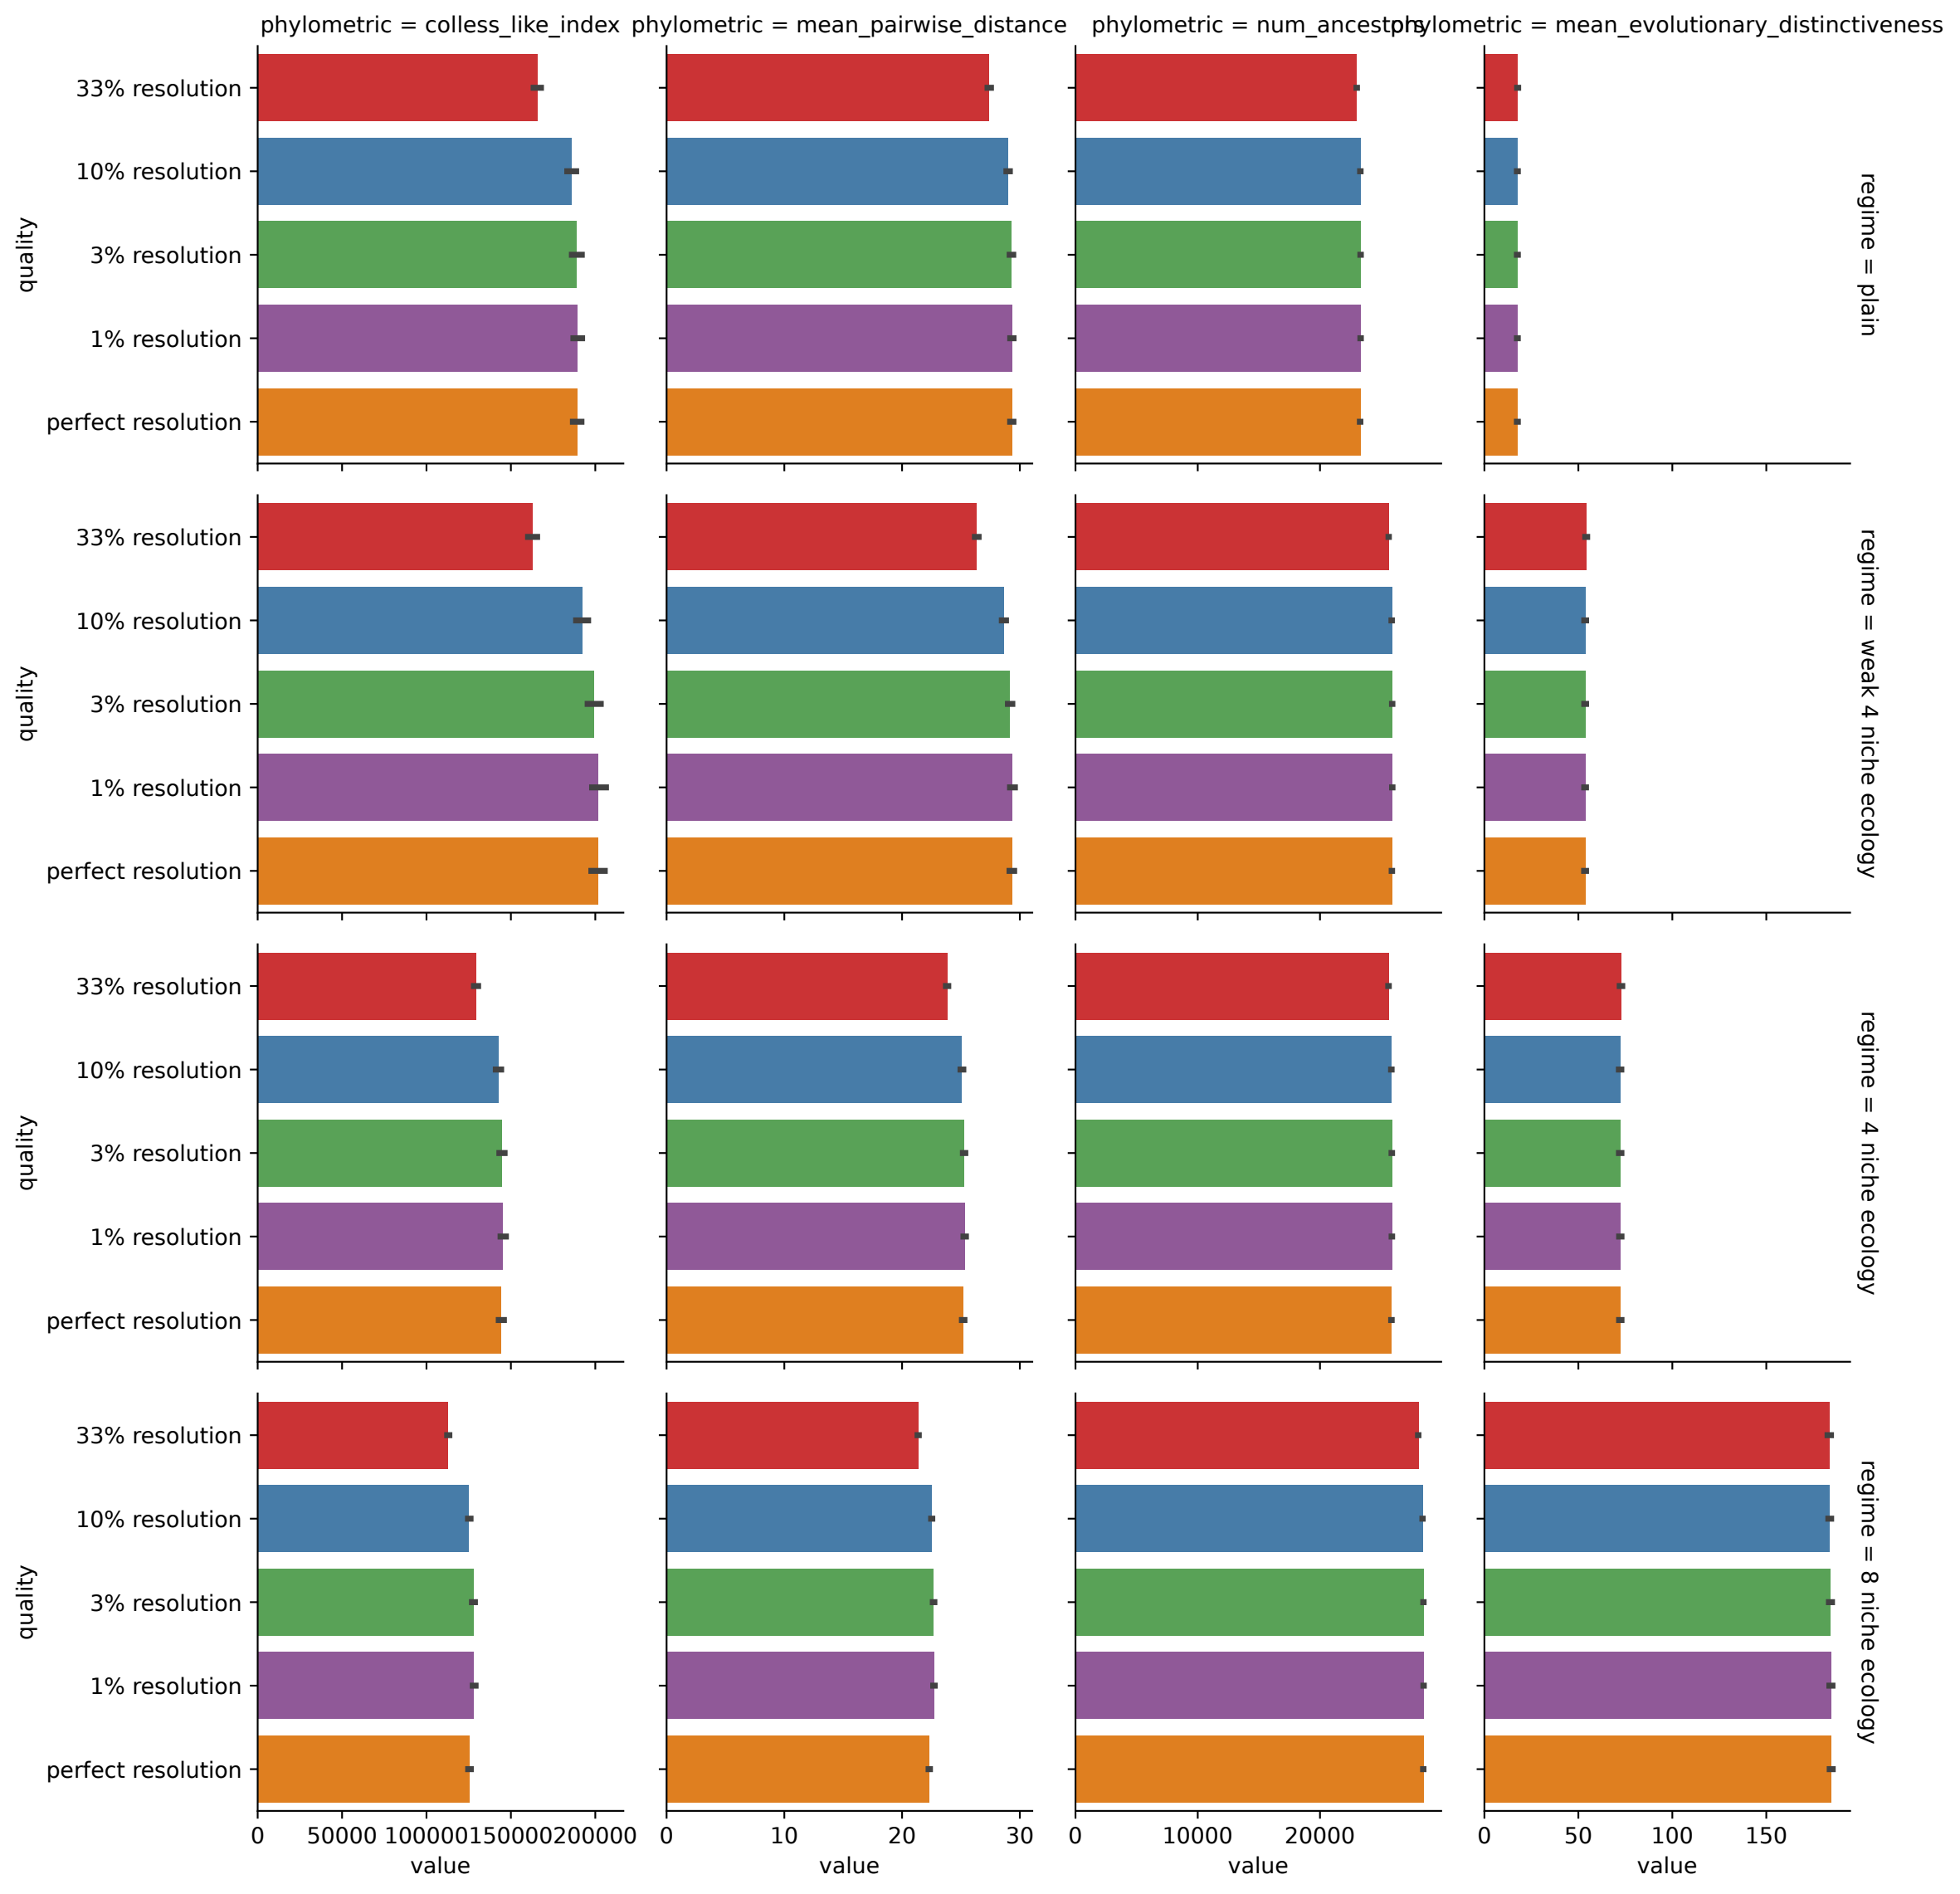 phylometric = colless_like_index
phylometric = mean_pairwise_distance
phylometric = num_ancestors
phylometric = mean_evolutionary_distinctiveness
quality
33% resolution
10% resolution
3% resolution
1% resolution
perfect resolution
regime = plain
quality
33% resolution
10% resolution
3% resolution
1% resolution
perfect resolution
regime = weak 4 niche ecology
quality
33% resolution
10% resolution
3% resolution
1% resolution
perfect resolution
regime = 4 niche ecology
quality
33% resolution
10% resolution
3% resolution
1% resolution
perfect resolution
regime = 8 niche ecology
0 50000 100000 150000 200000
0 10 20 30
0 10000 20000
0 50 100 150
value
value
value
value